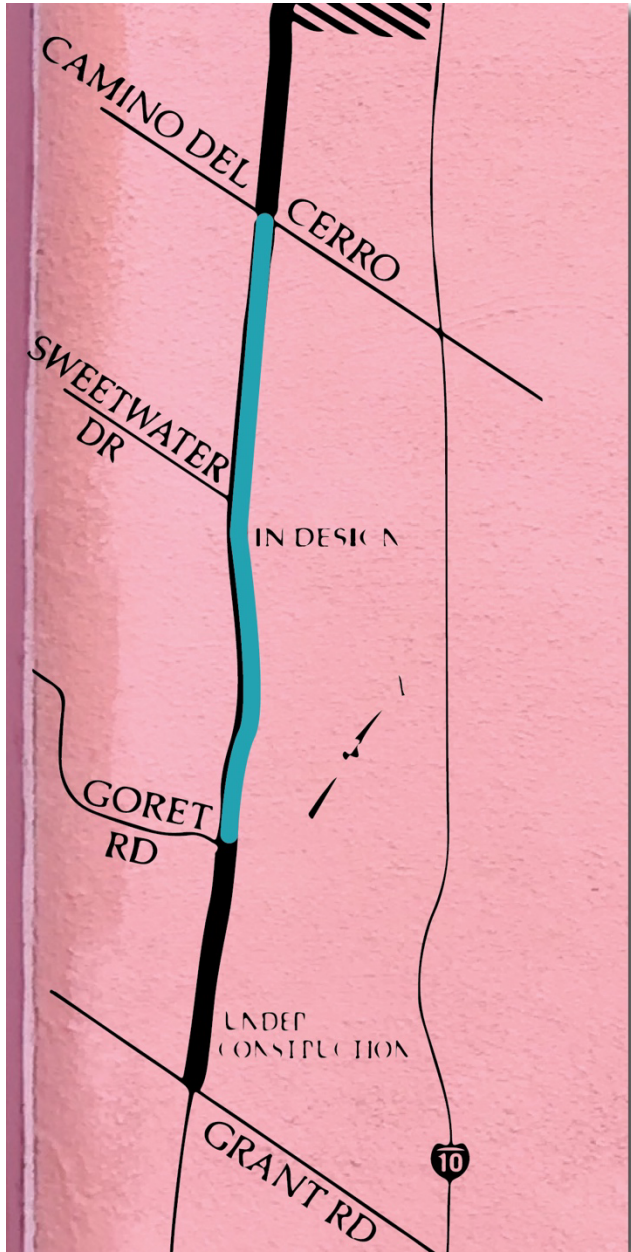 CAMINO DEL
CERRO
SWEETWATER
DR
IN DESIGN
GORET
RD
UNDER
CONSTRUCTION
GRANT RD
10